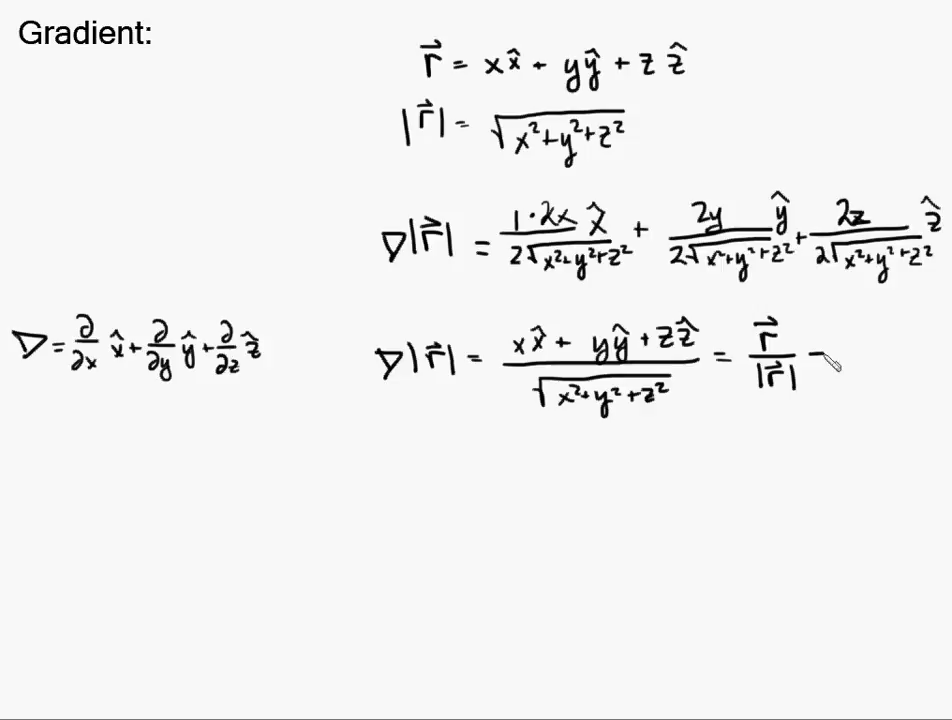 Gradient:
r⃗ = x x̂ + y ŷ + z ẑ
|r⃗| = √(x²+y²+z²)
∇|r⃗| = (1·2x)/(2√(x²+y²+z²)) x̂ + 2y/(2√(x²+y²+z²)) ŷ + 2z/(2√(x²+y²+z²)) ẑ
∇ = ∂/∂x x̂ + ∂/∂y ŷ + ∂/∂z ẑ
∇|r⃗| = (x x̂ + y ŷ + z ẑ)/√(x²+y²+z²) = r⃗/|r⃗| -